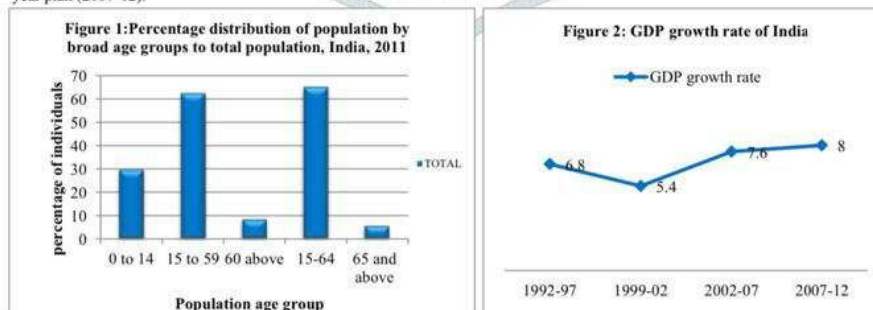 Figure 1:Percentage distribution of population by
broad age groups to total population, India, 2011
percentage of individuals
70
60
50
40
30
20
10
0
TOTAL
0 to 14 15 to 59 60 above 15-64 65 and
above
Population age group
Figure 2: GDP growth rate of India
GDP growth rate
6.8
5.4
7.6
8
1992-97 1999-02 2002-07 2007-12